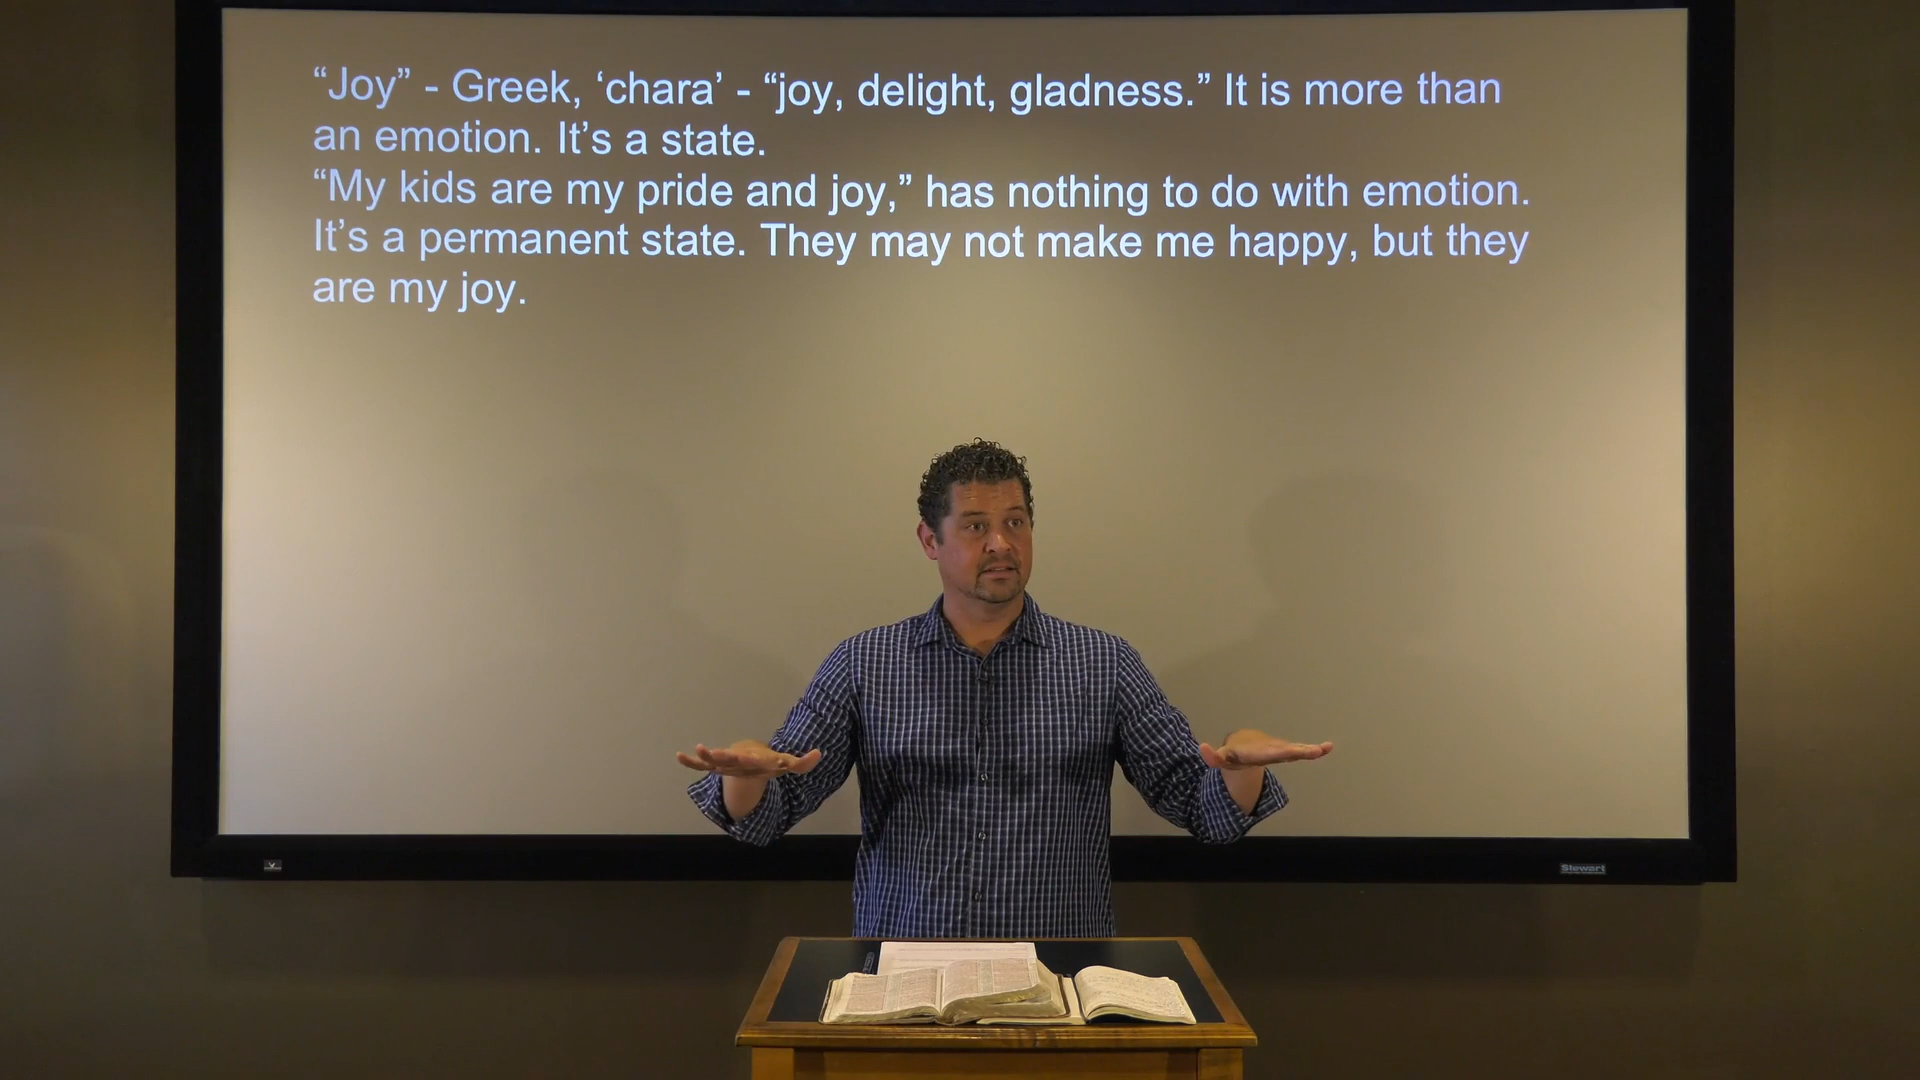 “Joy” - Greek, ‘chara’ - “joy, delight, gladness.” It is more than
an emotion. It’s a state.
“My kids are my pride and joy,” has nothing to do with emotion.
It’s a permanent state. They may not make me happy, but they
are my joy.
Stewart